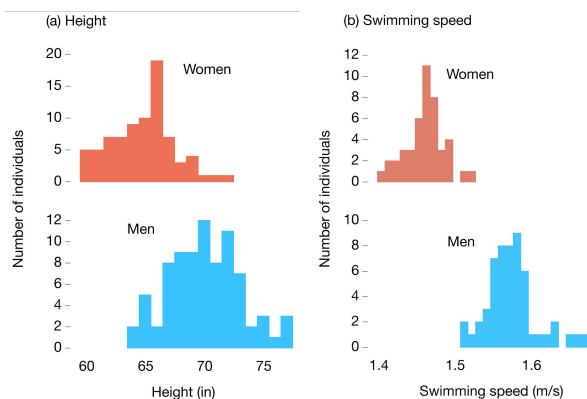 (a) Height
20
15
10
5
0
Women
12
10
8
6
4
2
0
Men
Number of individuals
60 65 70 75
Height (in)
(b) Swimming speed
12
10
8
6
4
2
0
Women
10
8
6
4
2
0
Men
Number of individuals
1.4 1.5 1.6
Swimming speed (m/s)